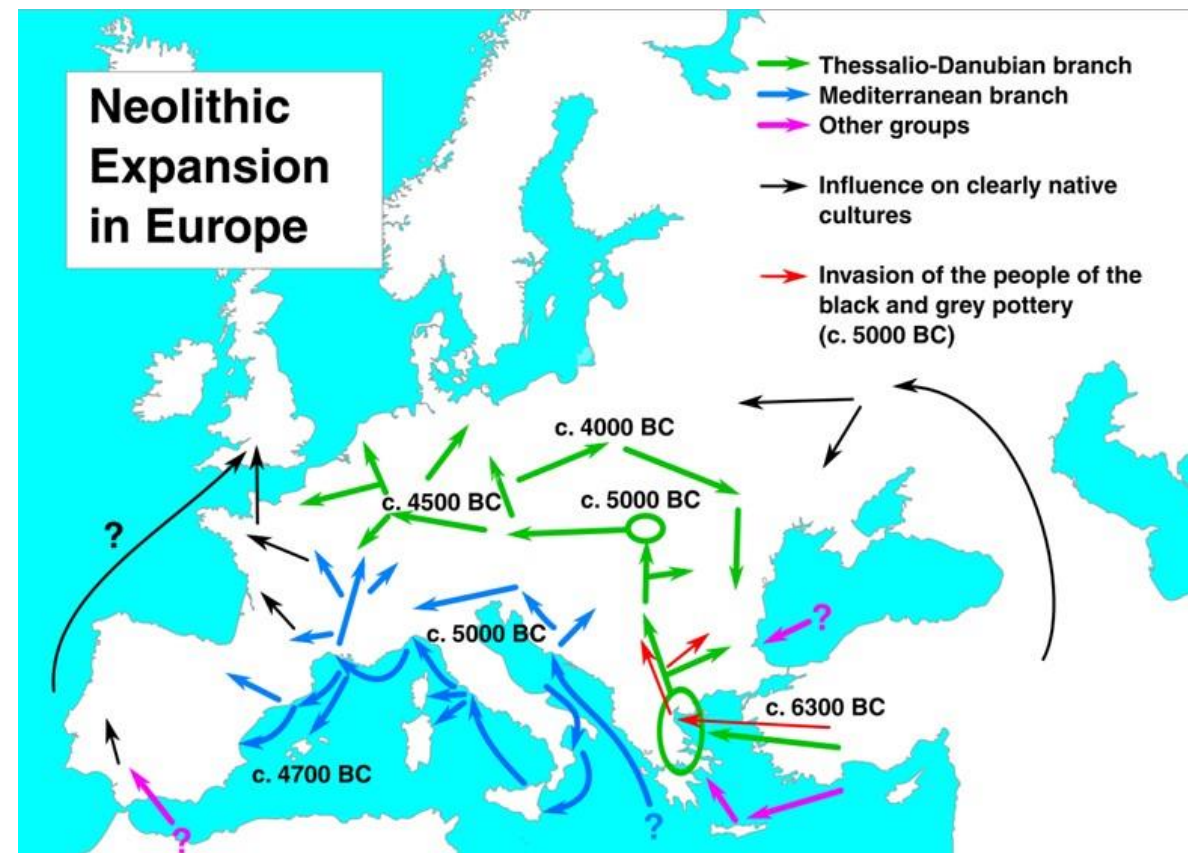 Neolithic
Expansion
in Europe
Thessalio-Danubian branch
Mediterranean branch
Other groups
Influence on clearly native
cultures
Invasion of the people of the
black and grey pottery
(c. 5000 BC)
c. 4000 BC
c. 4500 BC
c. 5000 BC
?
?
c. 5000 BC
c. 6300 BC
c. 4700 BC
?
?